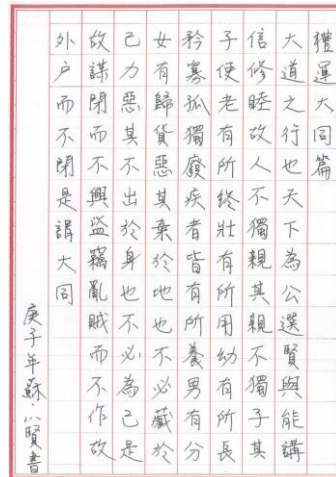 禮運大同篇
大道之行也天下為公選賢與能講
信修睦故人不獨親其親不獨子其
子使老有所終壯有所用幼有所長
矜寡孤獨廢疾者皆有所養男有分
女有歸貨惡其棄於地也不必藏於
己力惡其不出於身也不必為己是
故謀閉而不興盜竊亂賊而不作故
外户而不閉是謂大同
庚子年蘇賢書